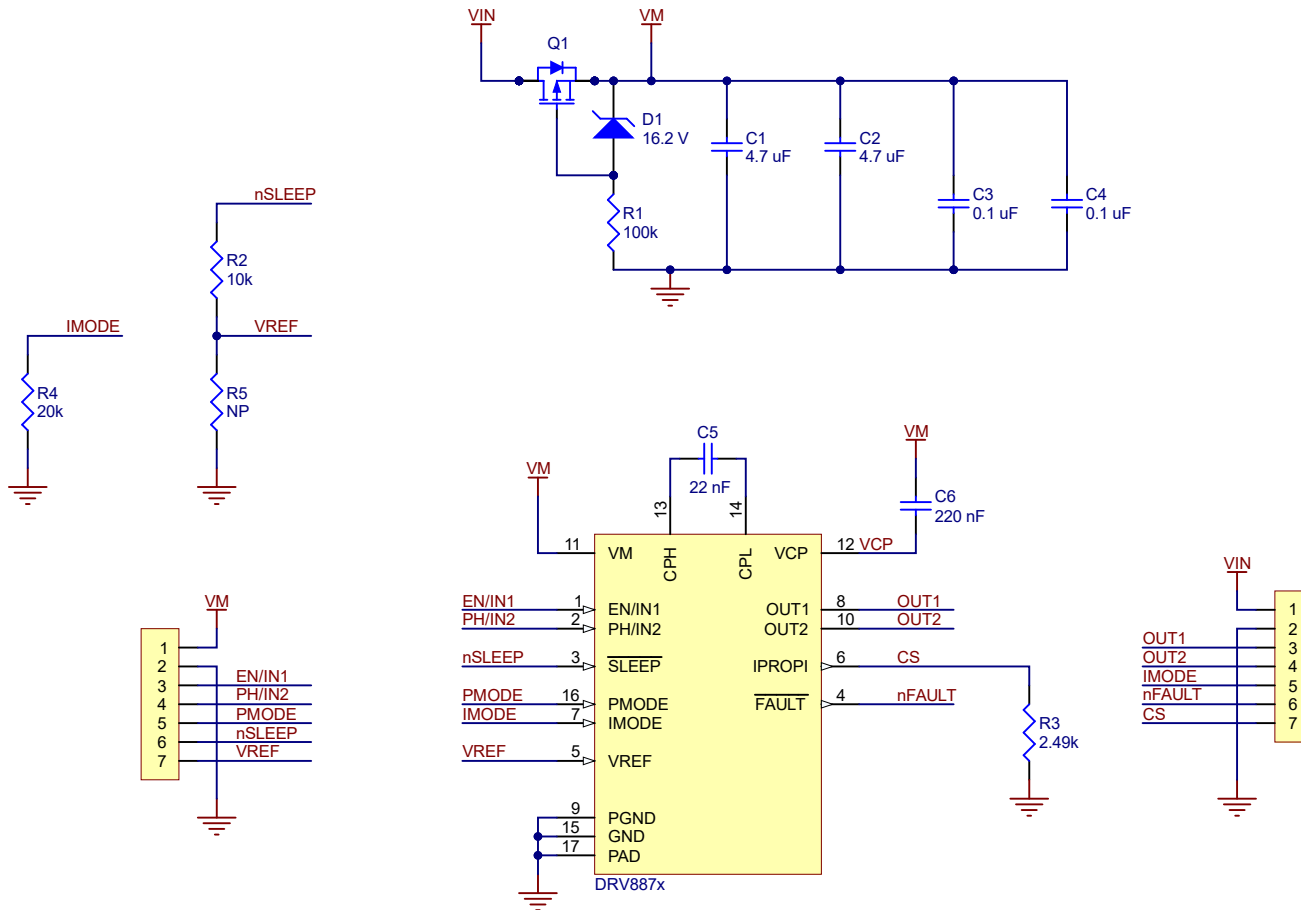 VIN
VM
Q1
D1
16.2 V
C1
4.7 uF
C2
4.7 uF
C3
0.1 uF
C4
0.1 uF
R1
100k
nSLEEP
R2
10k
IMODE
VREF
R4
20k
R5
NP
VM
C5
22 nF
VM
C6
220 nF
13
14
11
VM
CPH
CPL
VCP
12
VCP
EN/IN1
1
EN/IN1
OUT1
8
OUT1
PH/IN2
2
PH/IN2
OUT2
10
OUT2
nSLEEP
3
SLEEP
IPROPI
6
CS
PMODE
16
PMODE
FAULT
4
nFAULT
IMODE
7
IMODE
VREF
5
VREF
R3
2.49k
9
PGND
15
GND
17
PAD
DRV887x
VM
1
2
3
EN/IN1
4
PH/IN2
5
PMODE
6
nSLEEP
7
VREF
VIN
1
2
OUT1
3
OUT2
4
IMODE
5
nFAULT
6
CS
7